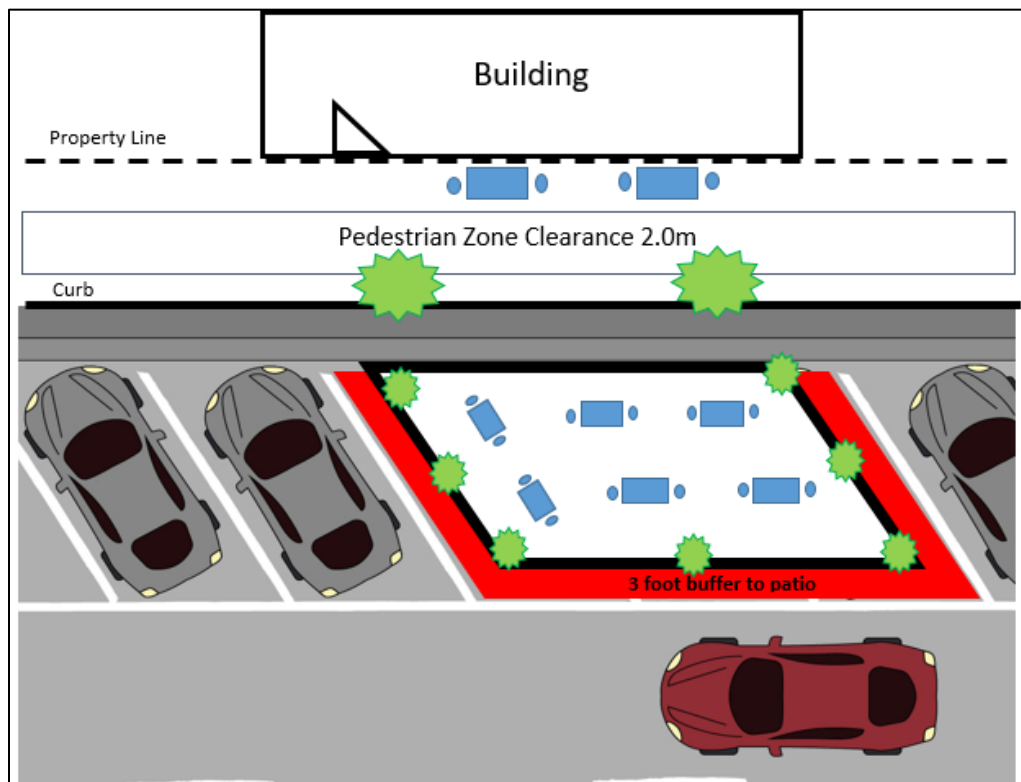 Building
Property Line
Pedestrian Zone Clearance 2.0m
Curb
3 foot buffer to patio